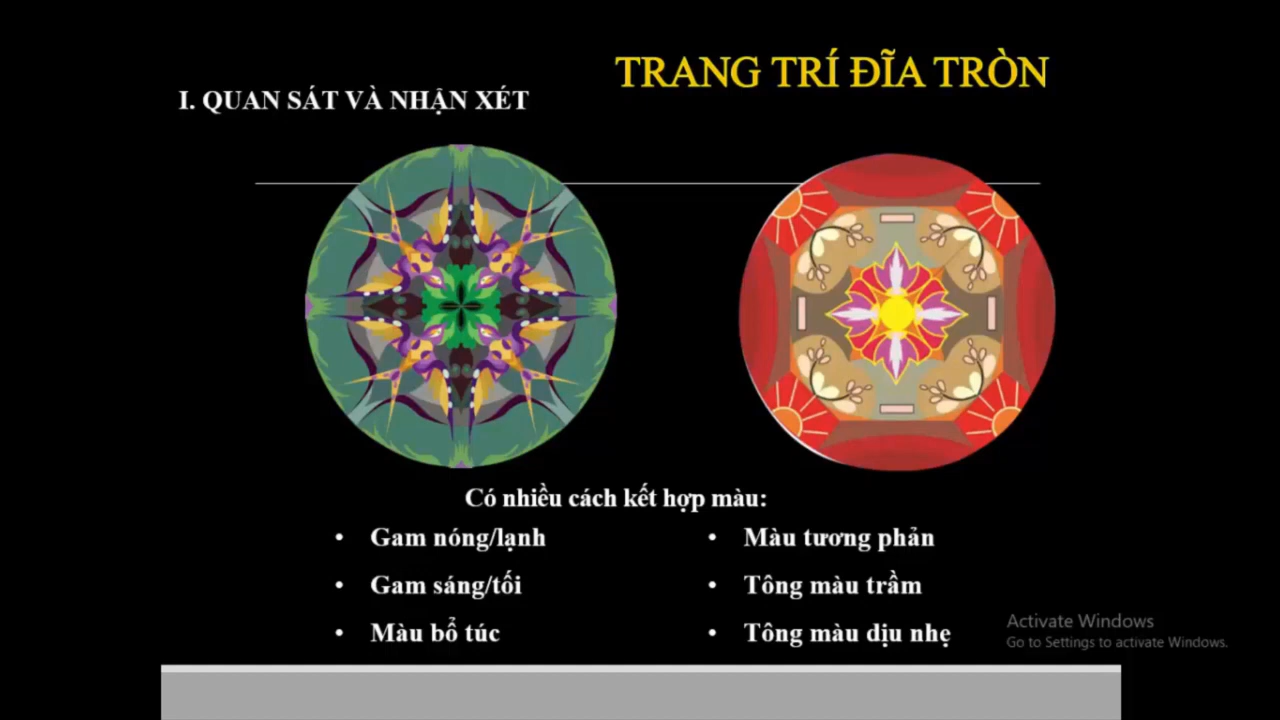 TRANG TRÍ ĐĨA TRÒN
I. QUAN SÁT VÀ NHẬN XÉT
Có nhiều cách kết hợp màu:
• Gam nóng/lạnh
• Gam sáng/tối
• Màu bổ túc
• Màu tương phản
• Tông màu trầm
• Tông màu dịu nhẹ
Activate Windows
Go to Settings to activate Windows.